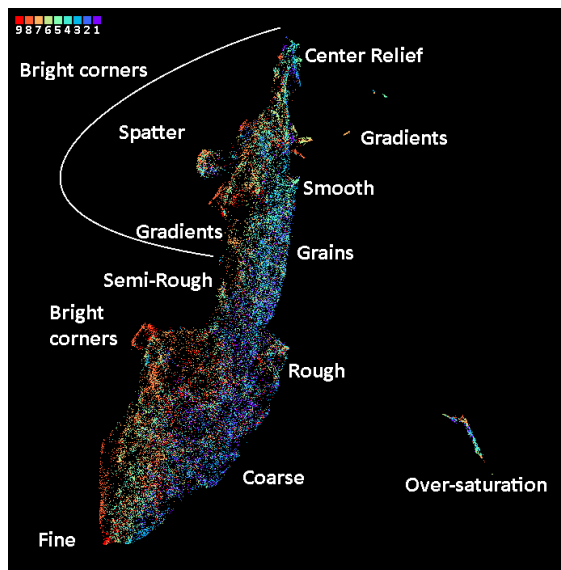 9 8 7 6 5 4 3 2 1
Center Relief
Bright corners
Spatter
Gradients
Smooth
Gradients
Grains
Semi-Rough
Bright
corners
Rough
Coarse
Over-saturation
Fine